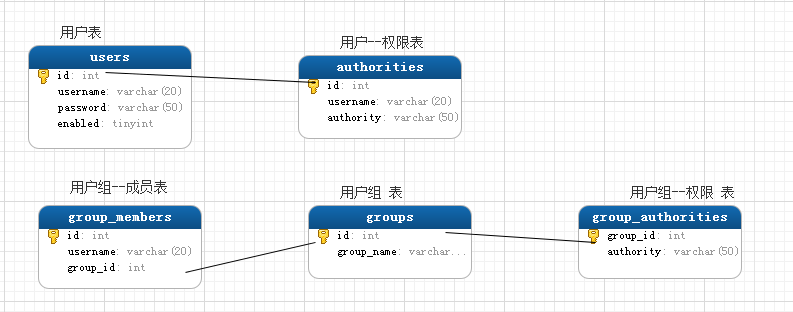 用户表
users
id: int
username: varchar(20)
password: varchar(50)
enabled: tinyint
用户--权限表
authorities
id: int
username: varchar(20)
authority: varchar(50)
用户组--成员表
group_members
id: int
username: varchar(20)
group_id: int
用户组 表
groups
id: int
group_name: varchar...
用户组--权限 表
group_authorities
group_id: int
authority: varchar(50)